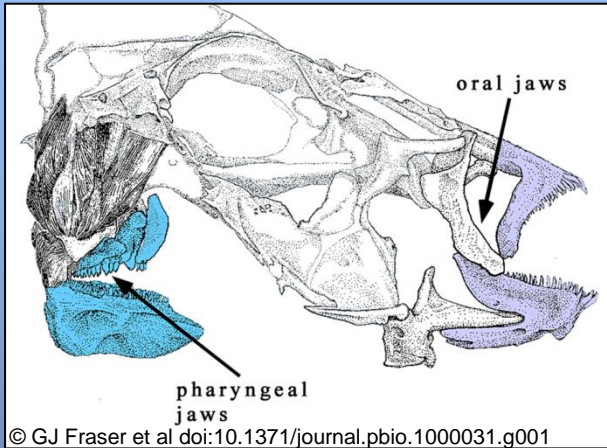 oral jaws
pharyngeal
jaws
© GJ Fraser et al doi:10.1371/journal.pbio.1000031.g001